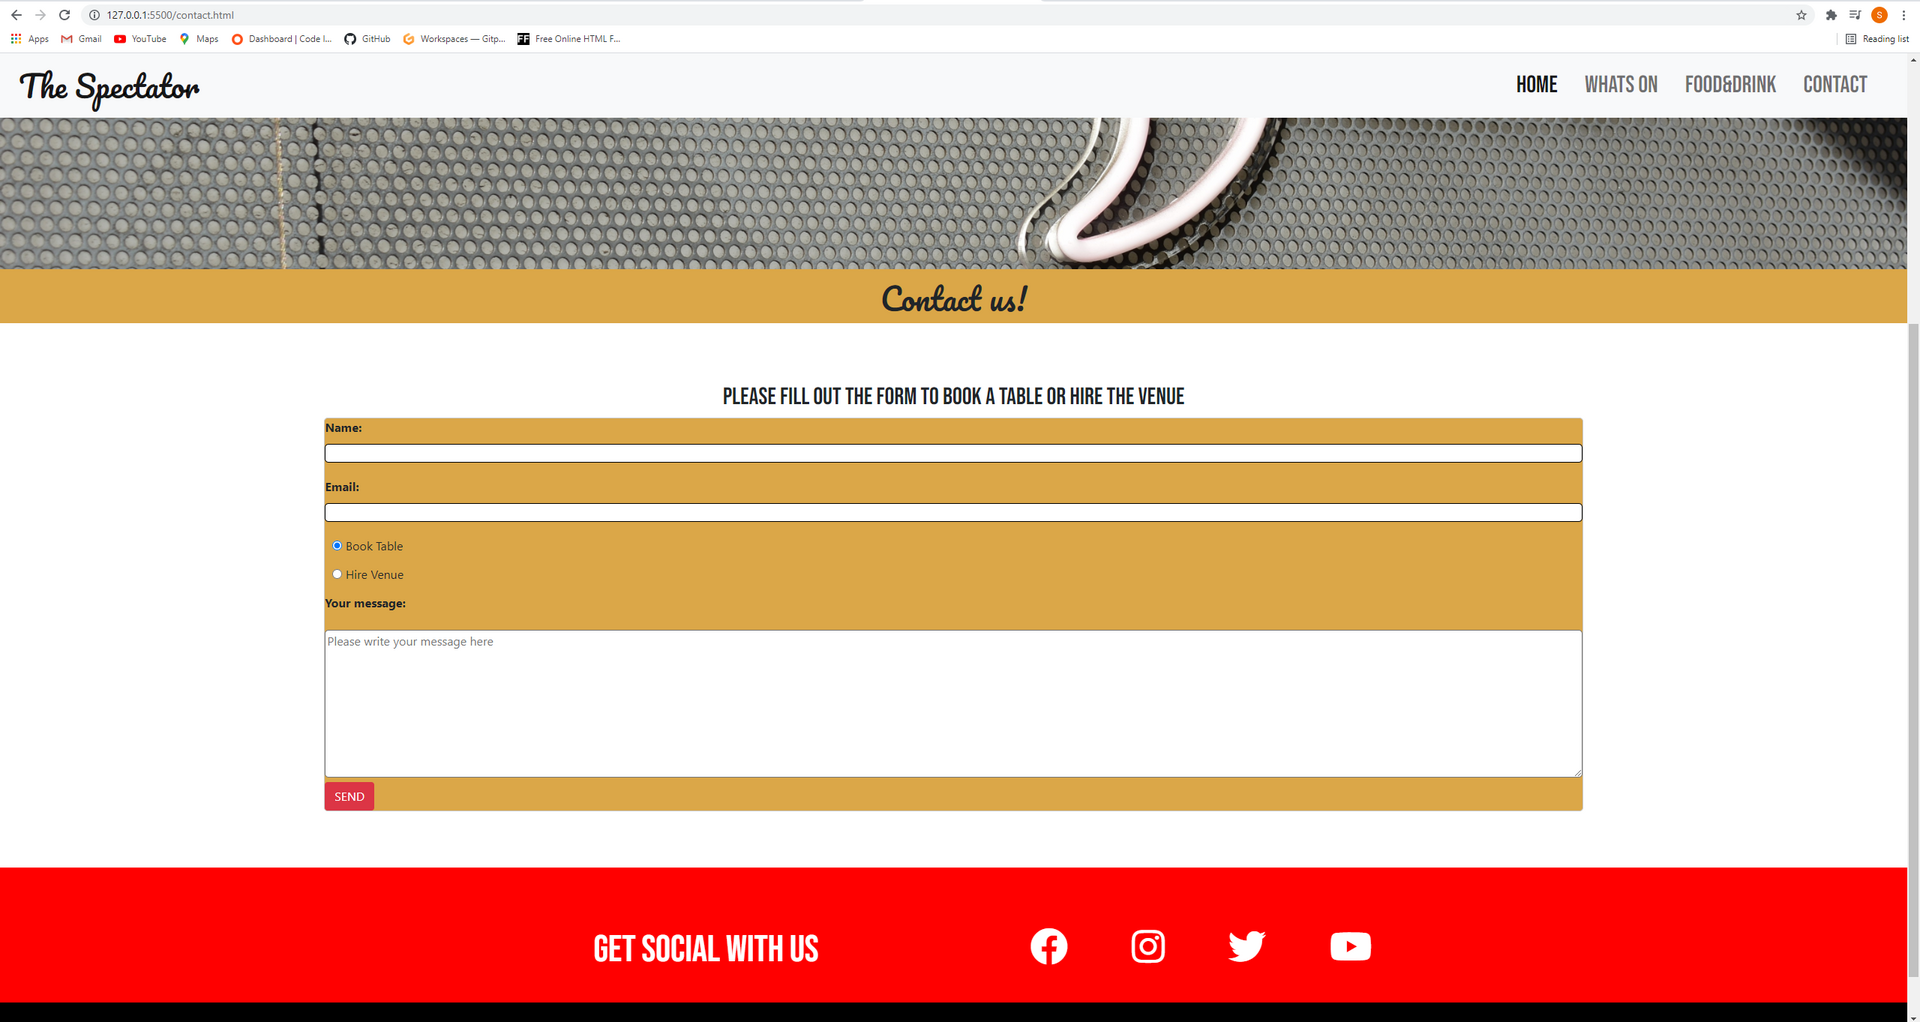 127.0.0.1:5500/contact.html
S
Apps Gmail YouTube Maps Dashboard | Code I... GitHub Workspaces — Gitp... FF Free Online HTML F... Reading list
The Spectator HOME WHATS ON FOOD&DRINK CONTACT
Contact us!
PLEASE FILL OUT THE FORM TO BOOK A TABLE OR HIRE THE VENUE
Name:
Email:
Book Table
Hire Venue
Your message:
Please write your message here
SEND
GET SOCIAL WITH US